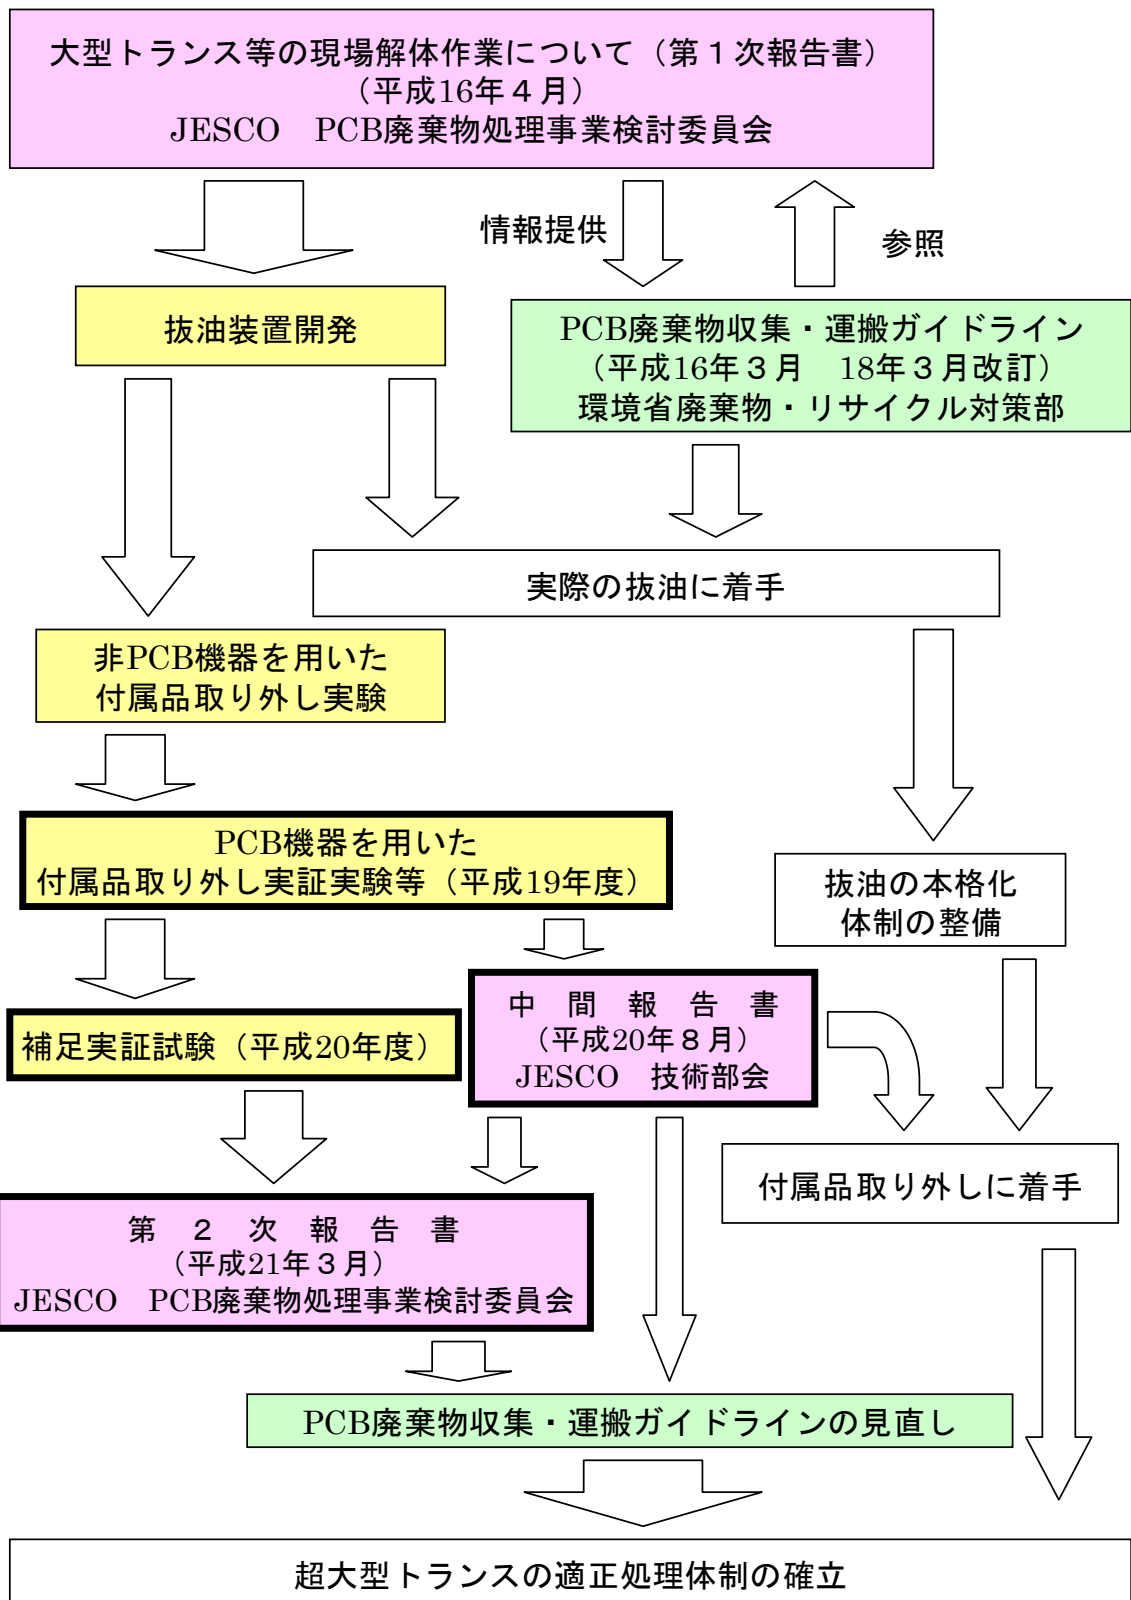 大型トランス等の現場解体作業について（第１次報告書）
（平成16年４月）
JESCO　PCB廃棄物処理事業検討委員会
情報提供
参照
抜油装置開発
PCB廃棄物収集・運搬ガイドライン
（平成16年３月　18年３月改訂）
環境省廃棄物・リサイクル対策部
実際の抜油に着手
非PCB機器を用いた
付属品取り外し実験
PCB機器を用いた
付属品取り外し実証実験等（平成19年度）
抜油の本格化
体制の整備
中　間　報　告　書
（平成20年８月）
JESCO　技術部会
補足実証試験（平成20年度）
付属品取り外しに着手
第　２　次　報　告　書
（平成21年３月）
JESCO　PCB廃棄物処理事業検討委員会
PCB廃棄物収集・運搬ガイドラインの見直し
超大型トランスの適正処理体制の確立